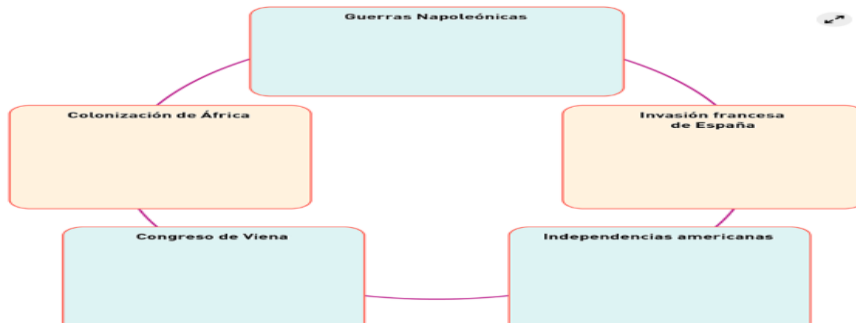 Guerras Napoleónicas
Colonización de África
Invasión francesa
de España
Congreso de Viena
Independencias americanas